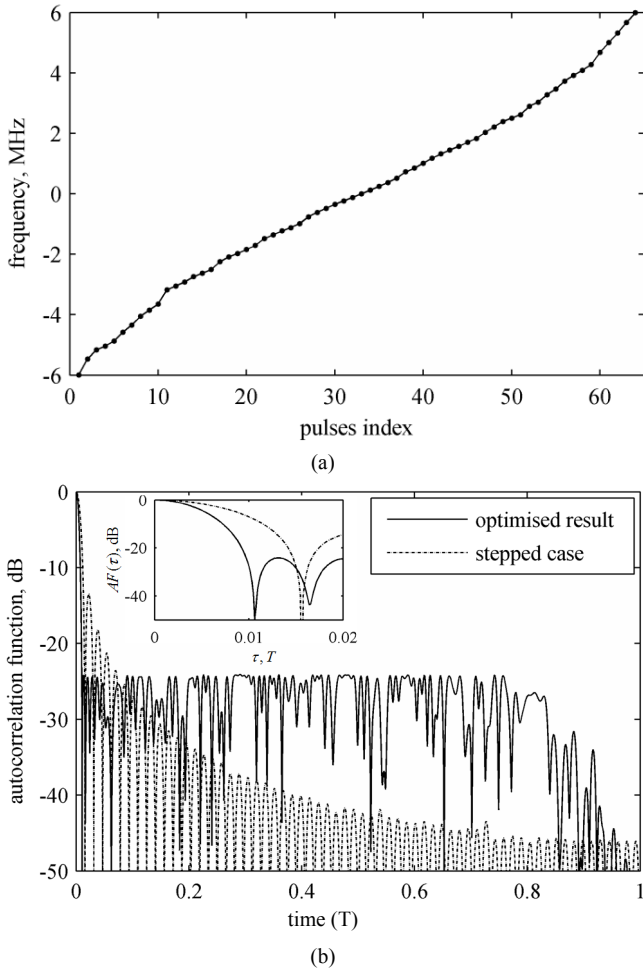 6
4
2
0
-2
-4
-6
frequency, MHz
0 10 20 30 40 50 60
pulses index
(a)
0
-10
-20
-30
-40
-50
autocorrelation function, dB
0
-20
-40
AF(τ), dB
0 0.01 0.02
τ, T
optimised result
stepped case
0 0.2 0.4 0.6 0.8 1
time (T)
(b)